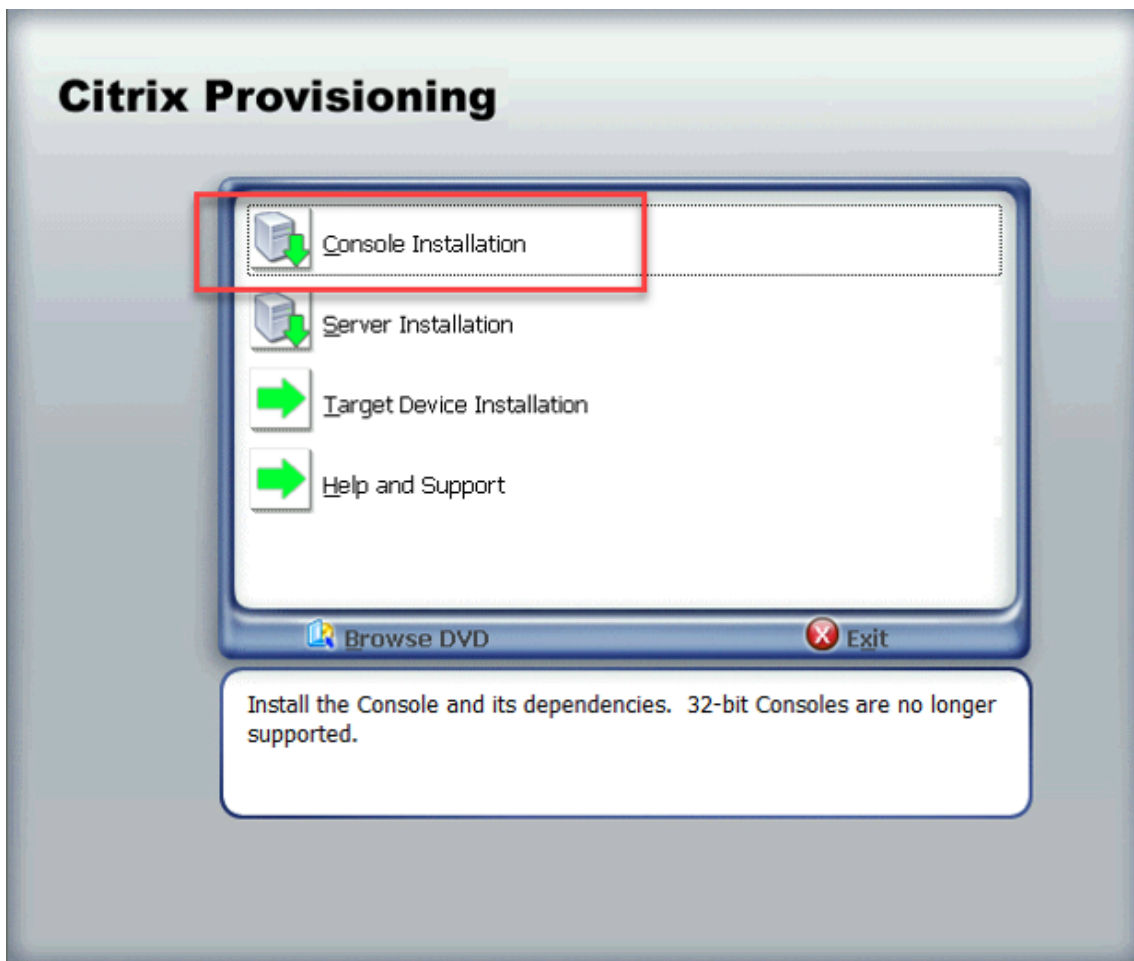 Citrix Provisioning
Console Installation
Server Installation
Target Device Installation
Help and Support
Browse DVD
Exit
Install the Console and its dependencies.  32-bit Consoles are no longer
supported.